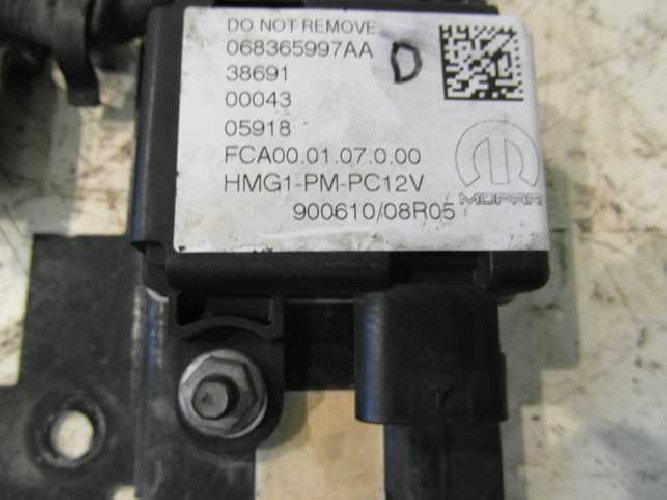 DO NOT REMOVE
068365997AA
D
38691
00043
05918
FCA00.01.07.0.00
HMG1-PM-PC12V
MOPAR
900610/08R05